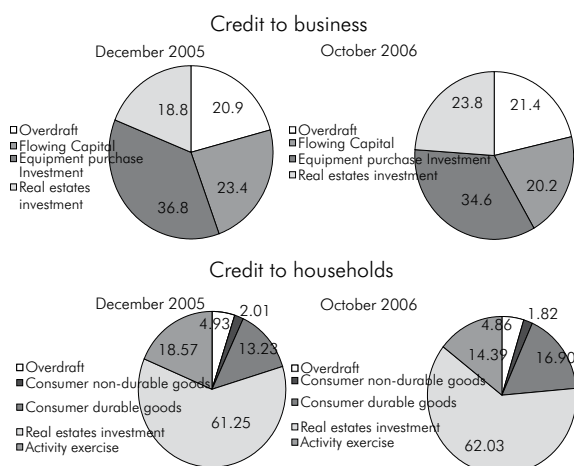 Credit to business
December 2005
October 2006
18.8
20.9
23.4
36.8
Overdraft
Flowing Capital
Equipment purchase
Investment
Real estates
investment
23.8
21.4
20.2
34.6
Overdraft
Flowing Capital
Equipment purchase Investment
Real estates investment
Credit to households
December 2005
October 2006
4.93
2.01
13.23
18.57
61.25
Overdraft
Consumer non-durable goods
Consumer durable goods
Real estates investment
Activity exercise
4.86
1.82
16.90
14.39
62.03
Overdraft
Consumer non-durable goods
Consumer durable goods
Real estates investment
Activity exercise